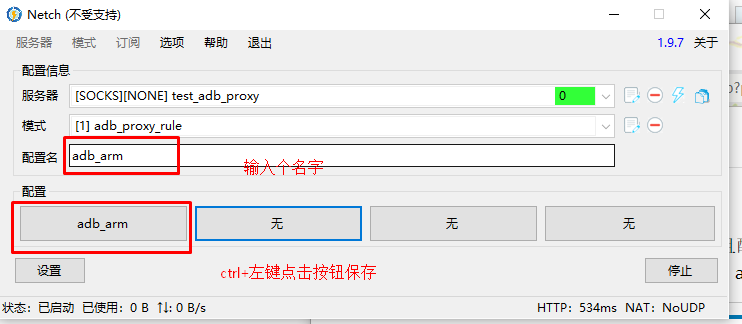 Netch (不受支持)
服务器 模式 订阅 选项 帮助 退出 1.9.7 关于
配置信息
服务器 [SOCKS][NONE] test_adb_proxy 0
模式 [1] adb_proxy_rule
配置名 adb_arm
输入个名字
配置
adb_arm 无 无 无
设置 ctrl+左键点击按钮保存 停止
状态：已启动 已使用：0 B ↑↓: 0 B/s HTTP: 534ms NAT: NoUDP